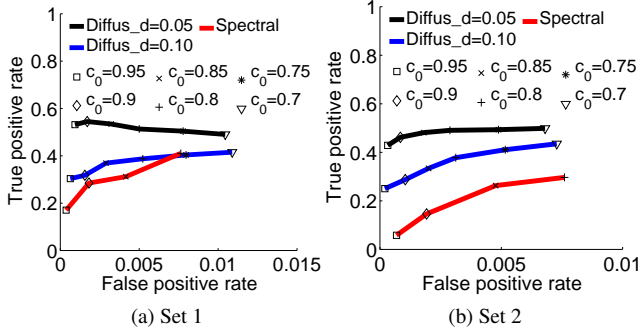 Diffus_d=0.05 Spectral
Diffus_d=0.10
c0=0.95 c0=0.85 c0=0.75
c0=0.9 c0=0.8 c0=0.7
True positive rate
1
0.8
0.6
0.4
0.2
0
0 0.005 0.01 0.015
False positive rate
(a) Set 1
Diffus_d=0.05 Spectral
Diffus_d=0.10
c0=0.95 c0=0.85 c0=0.75
c0=0.9 c0=0.8 c0=0.7
True positive rate
1
0.8
0.6
0.4
0.2
0
0 0.005 0.01
False positive rate
(b) Set 2